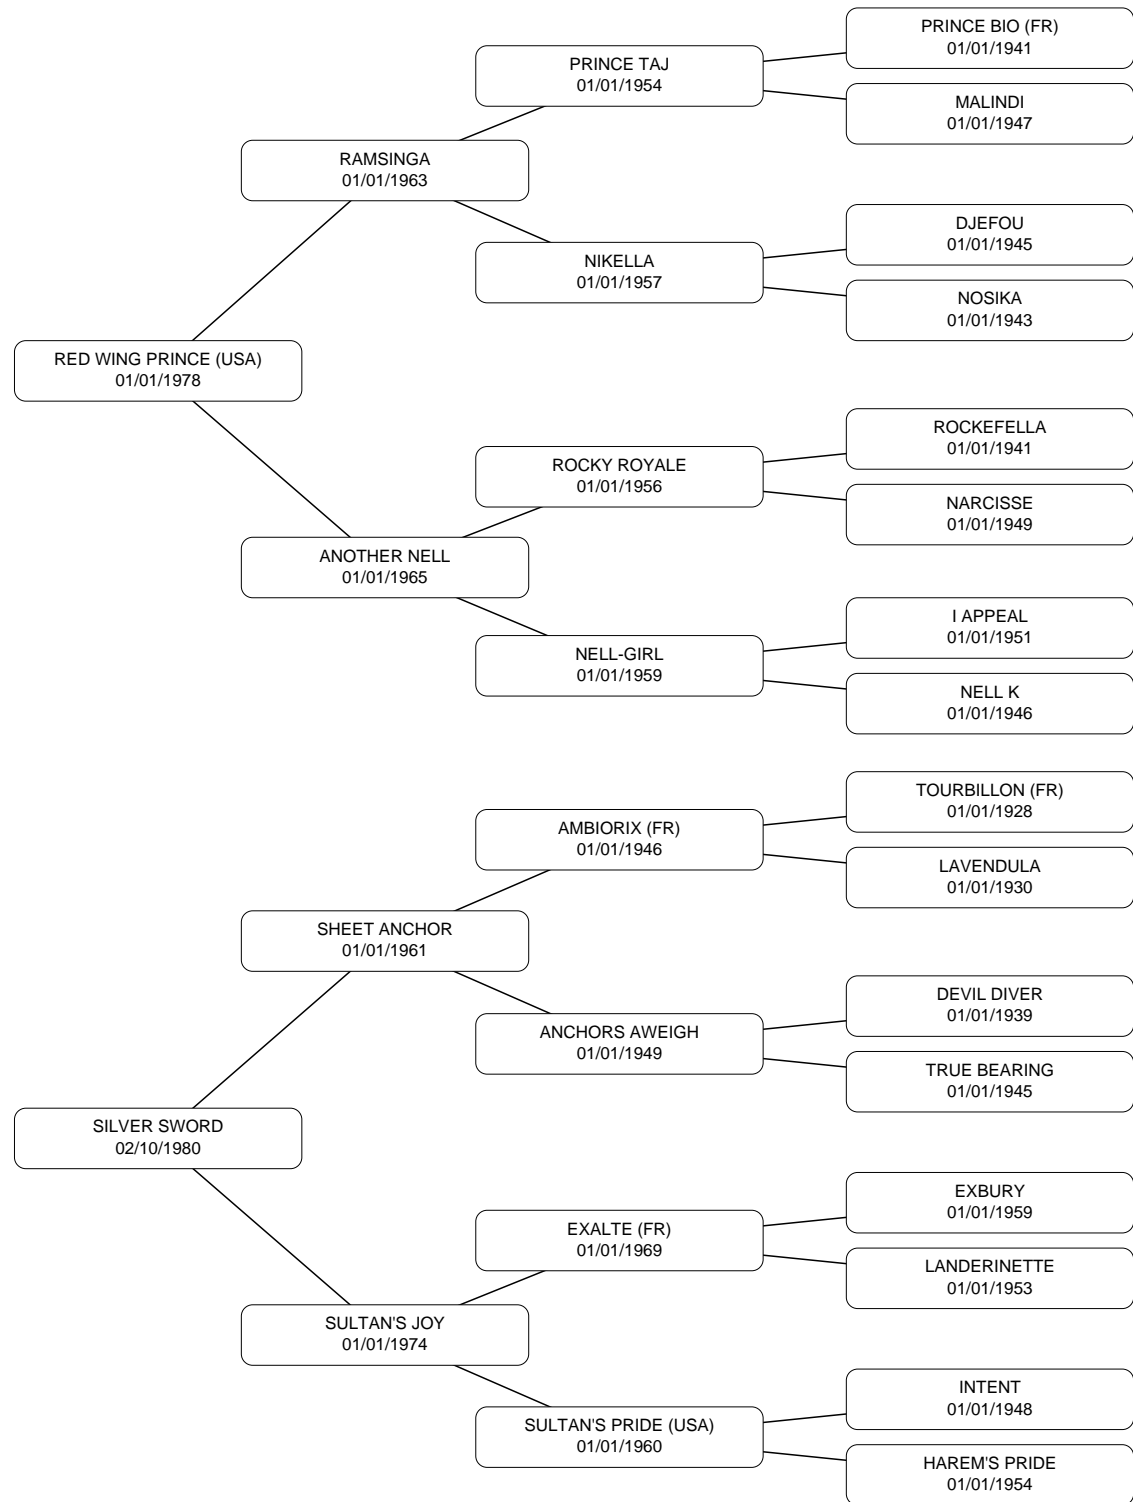 PRINCE BIO (FR)
01/01/1941
PRINCE TAJ
01/01/1954
MALINDI
01/01/1947
RAMSINGA
01/01/1963
DJEFOU
01/01/1945
NIKELLA
01/01/1957
NOSIKA
01/01/1943
RED WING PRINCE (USA)
01/01/1978
ROCKEFELLA
01/01/1941
ROCKY ROYALE
01/01/1956
NARCISSE
01/01/1949
ANOTHER NELL
01/01/1965
I APPEAL
01/01/1951
NELL-GIRL
01/01/1959
NELL K
01/01/1946
TOURBILLON (FR)
01/01/1928
AMBIORIX (FR)
01/01/1946
LAVENDULA
01/01/1930
SHEET ANCHOR
01/01/1961
DEVIL DIVER
01/01/1939
ANCHORS AWEIGH
01/01/1949
TRUE BEARING
01/01/1945
SILVER SWORD
02/10/1980
EXBURY
01/01/1959
EXALTE (FR)
01/01/1969
LANDERINETTE
01/01/1953
SULTAN'S JOY
01/01/1974
INTENT
01/01/1948
SULTAN'S PRIDE (USA)
01/01/1960
HAREM'S PRIDE
01/01/1954